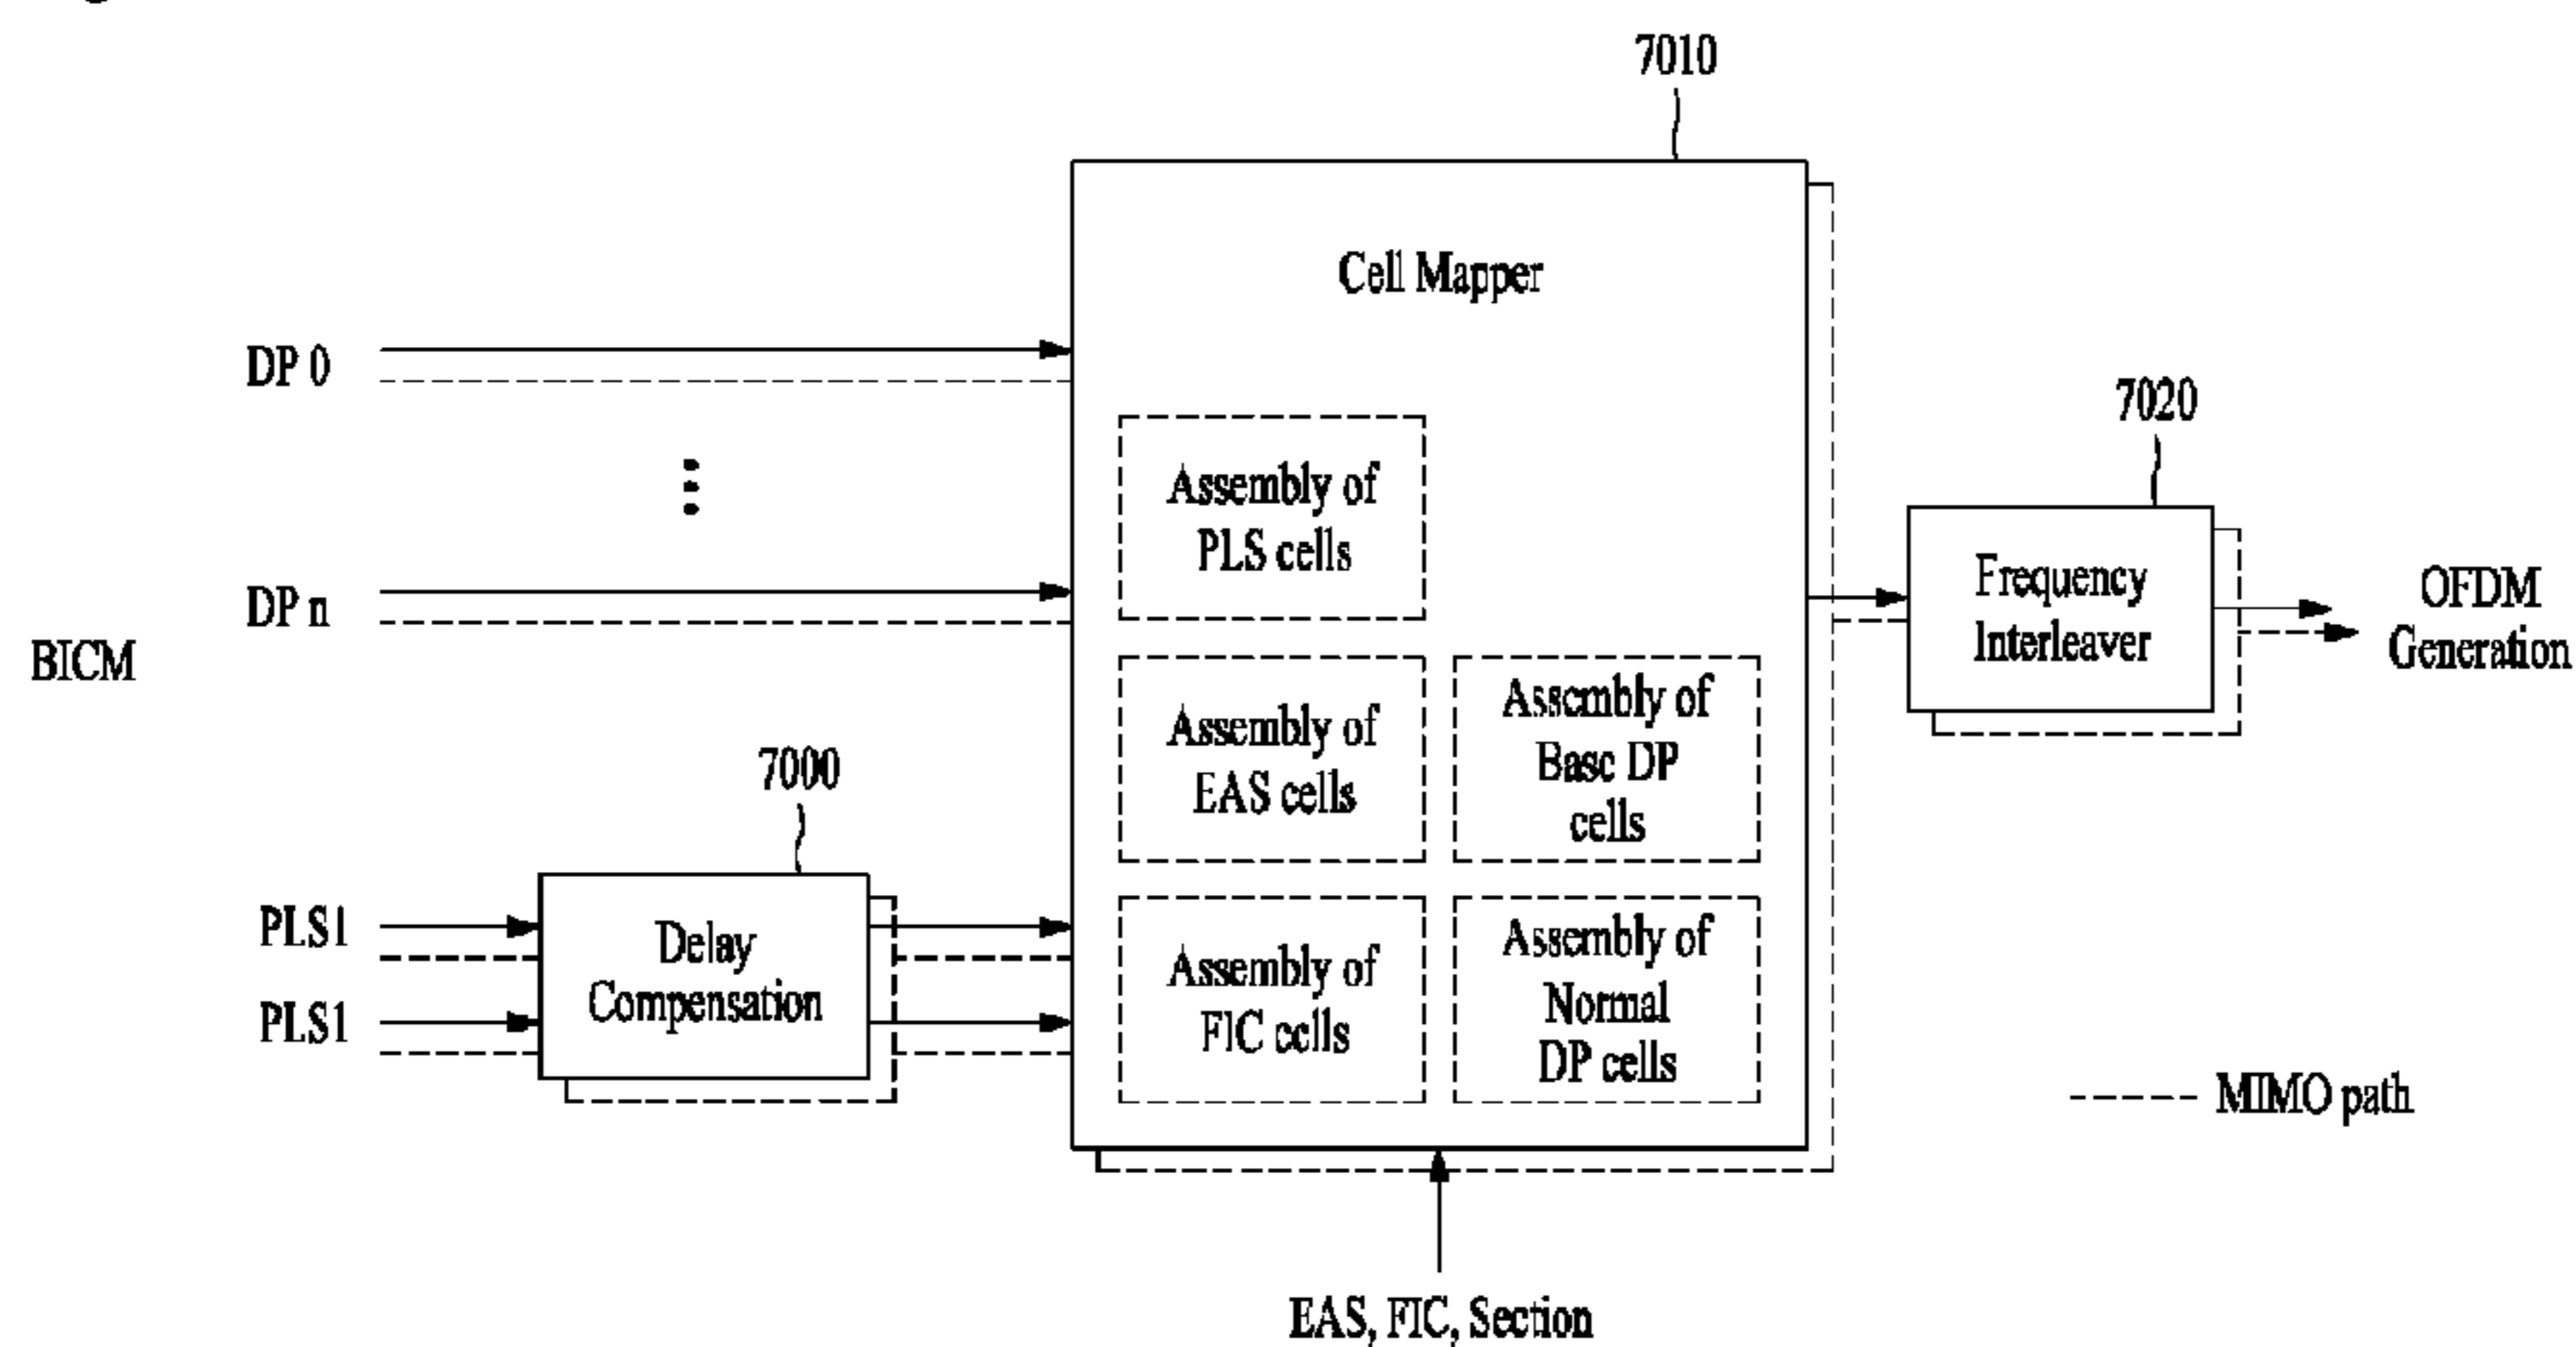 7010
Cell Mapper
DP 0
7020
Assembly of
PLS cells
Frequency
Interleaver
OFDM
Generation
DP n
BICM
Assembly of
EAS cells
Assembly of
Base DP
cells
7000
PLS1
PLS1
Delay
Compensation
Assembly of
FIC cells
Assembly of
Normal
DP cells
MIMO path
EAS, FIC, Section